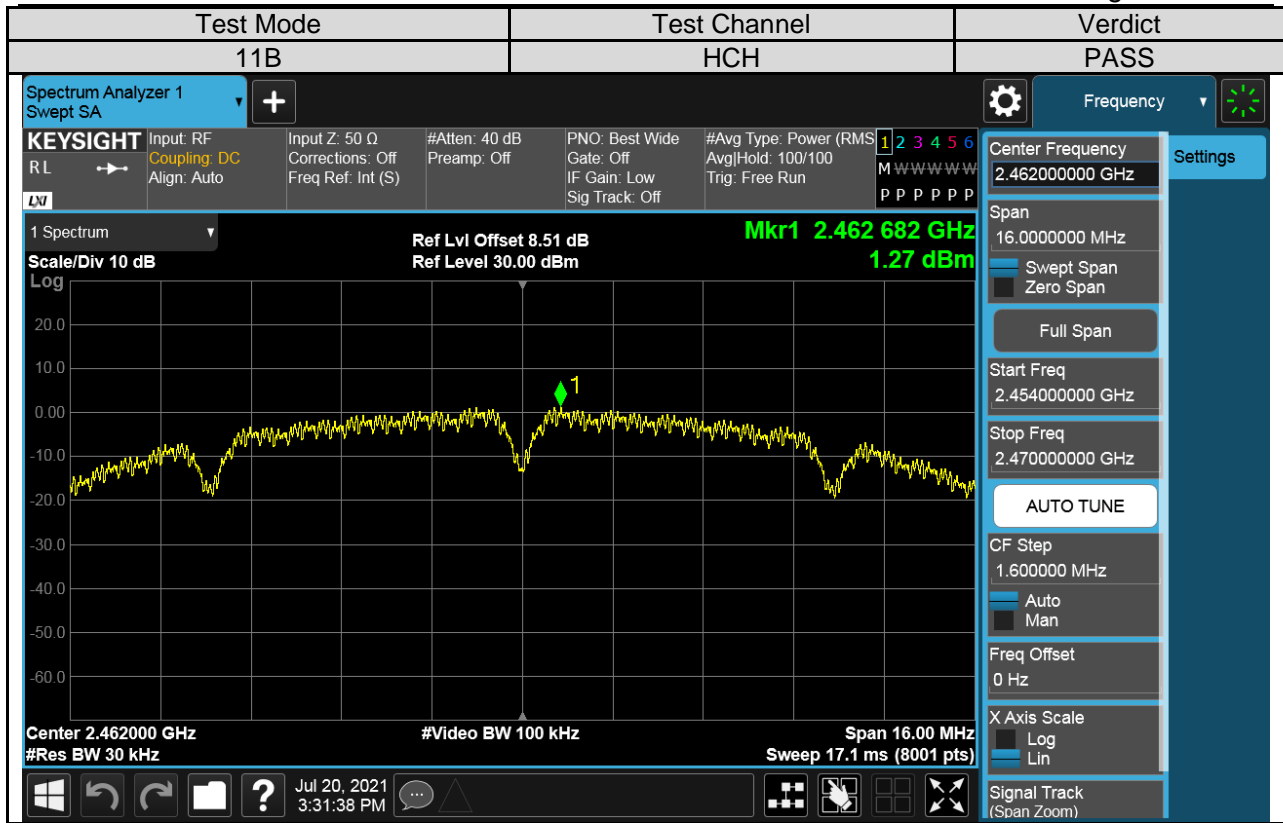 Test Mode Test Channel Verdict
11B HCH PASS
Spectrum Analyzer 1
Swept SA
+
Frequency
KEYSIGHT Input: RF Input Z: 50 Ω #Atten: 40 dB PNO: Best Wide #Avg Type: Power (RMS 1 2 3 4 5 6
RL Coupling: DC Corrections: Off Preamp: Off Gate: Off Avg|Hold: 100/100 M W W W W W
Align: Auto Freq Ref: Int (S) IF Gain: Low Trig: Free Run
LXI Sig Track: Off P P P P P P
1 Spectrum
Scale/Div 10 dB
Ref Lvl Offset 8.51 dB
Ref Level 30.00 dBm
Mkr1 2.462 682 GHz
1.27 dBm
Log
20.0
10.0
1
0.00
-10.0
-20.0
-30.0
-40.0
-50.0
-60.0
Center 2.462000 GHz #Video BW 100 kHz Span 16.00 MHz
#Res BW 30 kHz Sweep 17.1 ms (8001 pts)
Center Frequency
2.462000000 GHz
Settings
Span
16.0000000 MHz
Swept Span
Zero Span
Full Span
Start Freq
2.454000000 GHz
Stop Freq
2.470000000 GHz
AUTO TUNE
CF Step
1.600000 MHz
Auto
Man
Freq Offset
0 Hz
X Axis Scale
Log
Lin
Signal Track
(Span Zoom)
?
Jul 20, 2021
3:31:38 PM